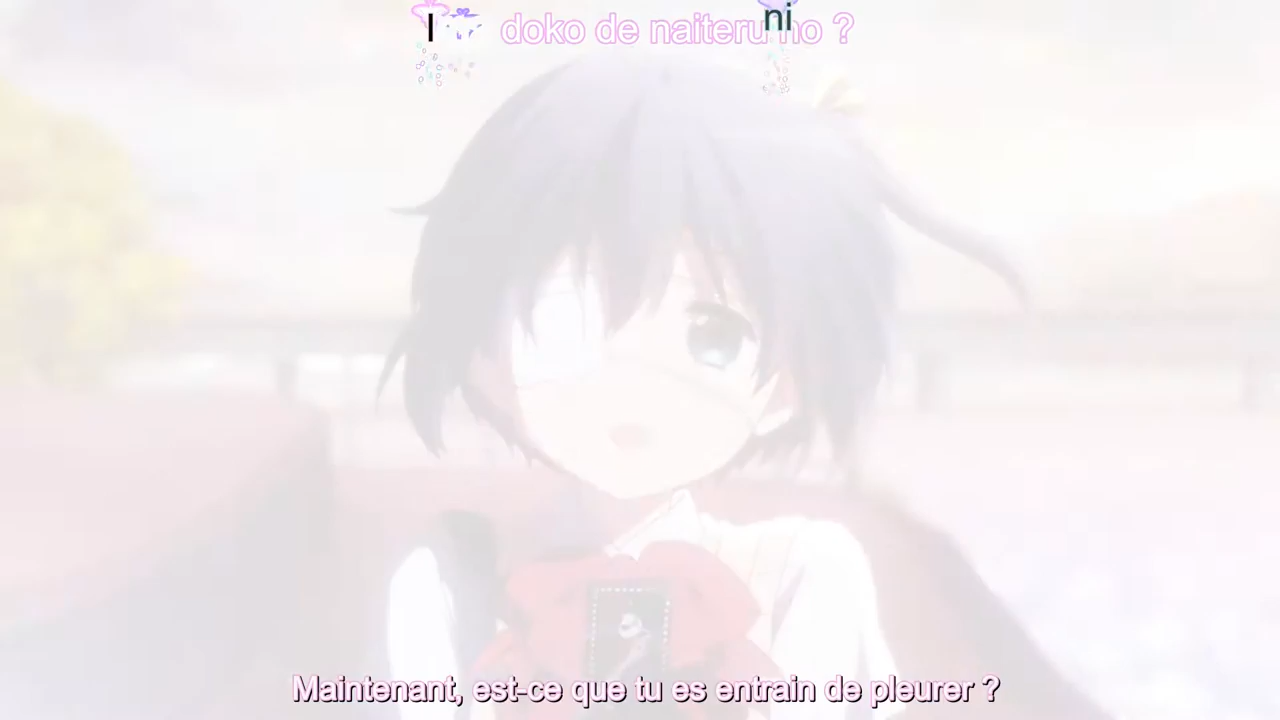 I doko de naiteru no ?
ni
Maintenant, est-ce que tu es entrain de pleurer ?